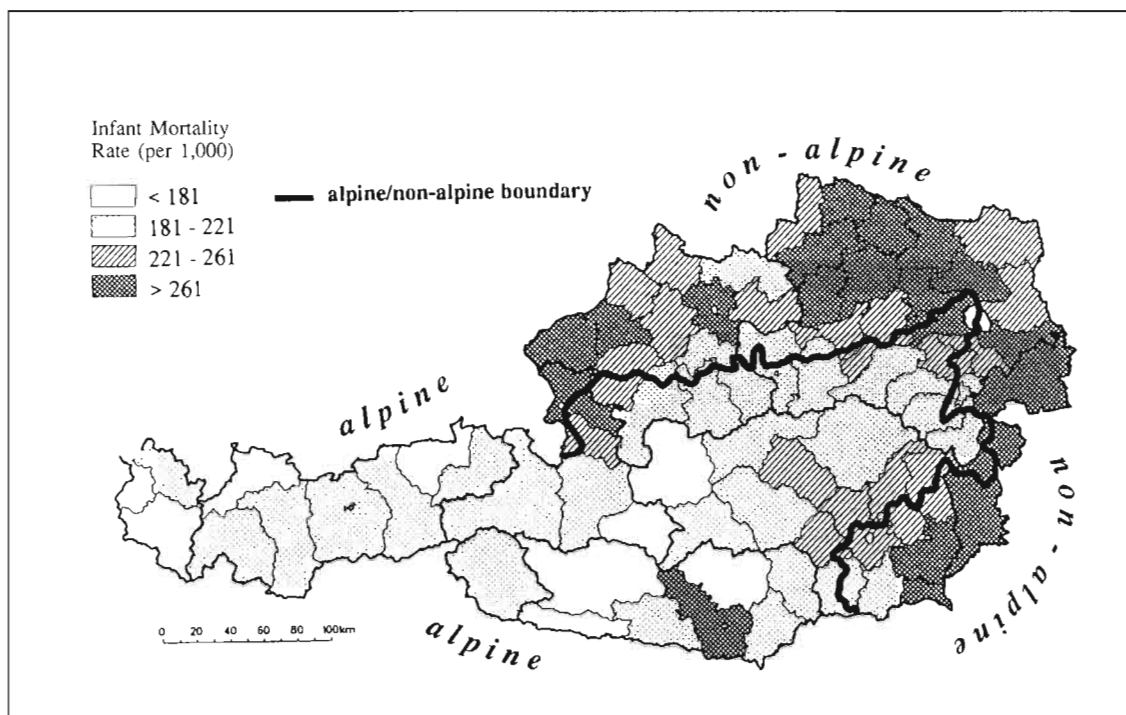 Infant Mortality
Rate (per 1,000)
< 181
181 - 221
221 - 261
> 261
alpine/non-alpine boundary
non - alpine
alpine
alpine
non - alpine
0 20 40 60 80 100km